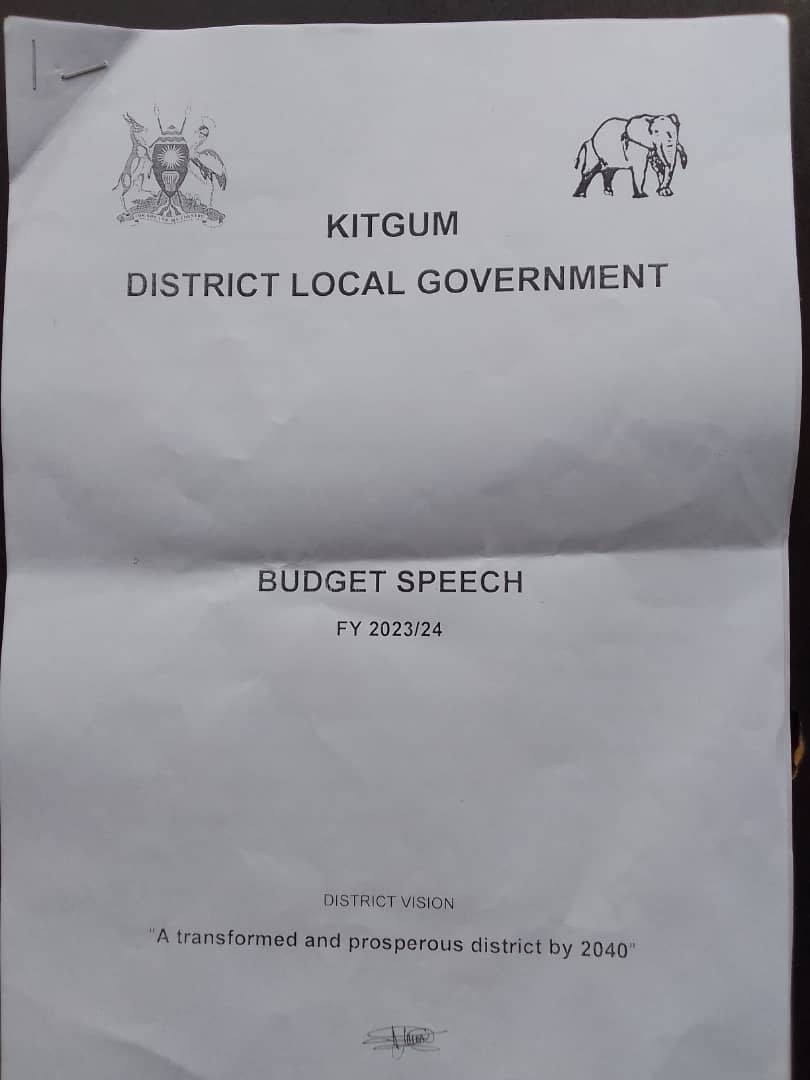 KITGUM
DISTRICT LOCAL GOVERNMENT
BUDGET SPEECH
FY 2023/24
DISTRICT VISION
"A transformed and prosperous district by 2040"